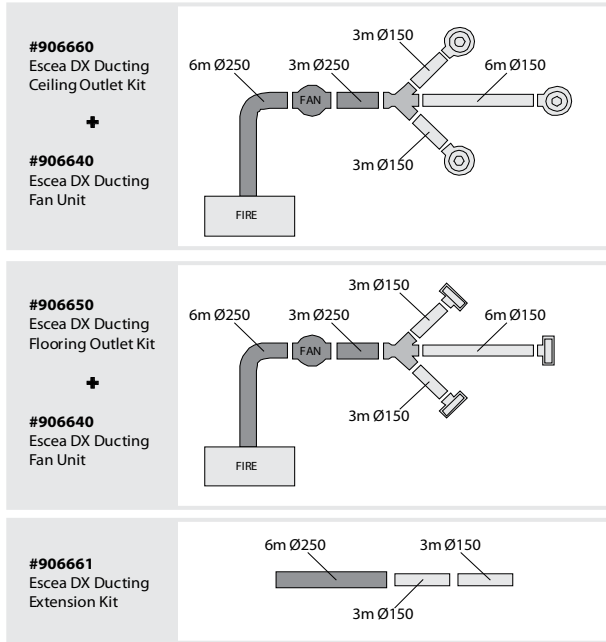 #906660
Escea DX Ducting
Ceiling Outlet Kit
+
#906640
Escea DX Ducting
Fan Unit
3m Ø150
6m Ø250
3m Ø250
6m Ø150
FAN
3m Ø150
FIRE
#906650
Escea DX Ducting
Flooring Outlet Kit
+
#906640
Escea DX Ducting
Fan Unit
3m Ø150
6m Ø250
3m Ø250
6m Ø150
FAN
3m Ø150
FIRE
#906661
Escea DX Ducting
Extension Kit
6m Ø250
3m Ø150
3m Ø150